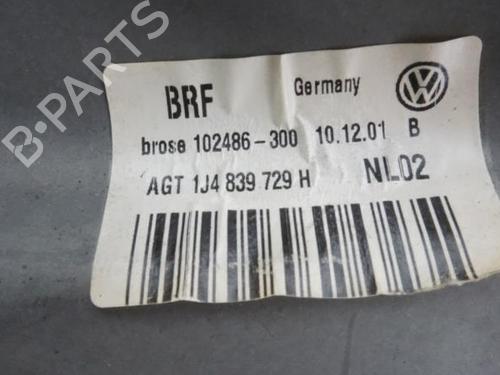 B-PARTS
BRF Germany
brose 102486-300 10.12.01 B
AGT 1J4 839 729 H NL02